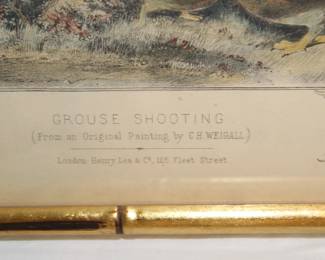 GROUSE SHOOTING
(From an Original Painting by C.H. WEIGALL)
London Henry Lea & Co. 125 Fleet Street.